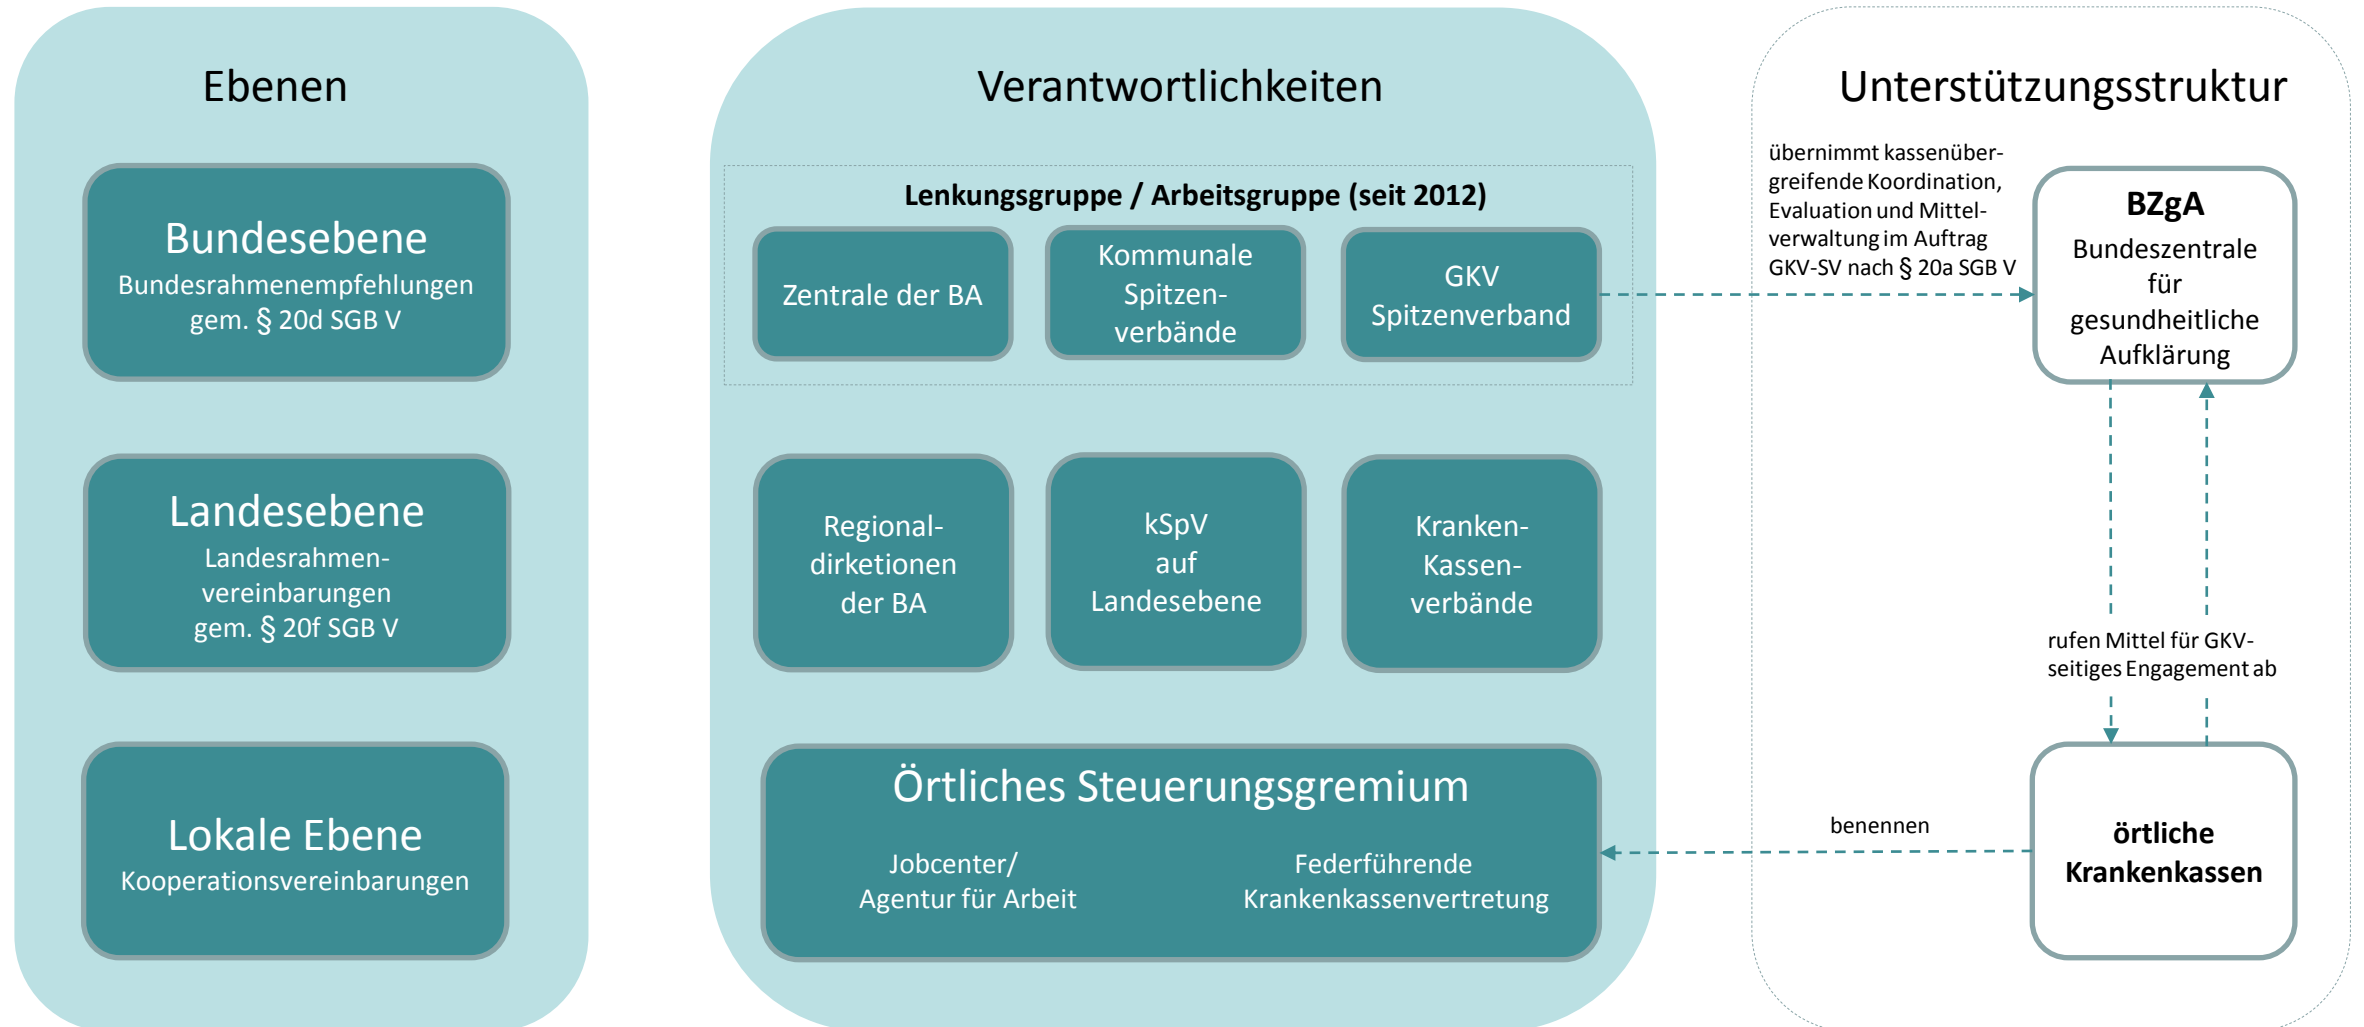 Ebenen
Bundesebene
Bundesrahmenempfehlungen
gem. § 20d SGB V
Landesebene
Landesrahmen-
vereinbarungen
gem. § 20f SGB V
Lokale Ebene
Kooperationsvereinbarungen
Verantwortlichkeiten
Lenkungsgruppe / Arbeitsgruppe (seit 2012)
Zentrale der BA
Kommunale
Spitzen-
verbände
GKV
Spitzenverband
Regional-
dirketionen
der BA
kSpV
auf
Landesebene
Kranken-
Kassen-
verbände
Örtliches Steuerungsgremium
Jobcenter/
Agentur für Arbeit
Federführende
Krankenkassenvertretung
Unterstützungsstruktur
übernimmt kassenüber-
greifende Koordination,
Evaluation und Mittel-
verwaltung im Auftrag
GKV-SV nach § 20a SGB V
BZgA
Bundeszentrale
für
gesundheitliche
Aufklärung
rufen Mittel für GKV-
seitiges Engagement ab
benennen
örtliche
Krankenkassen